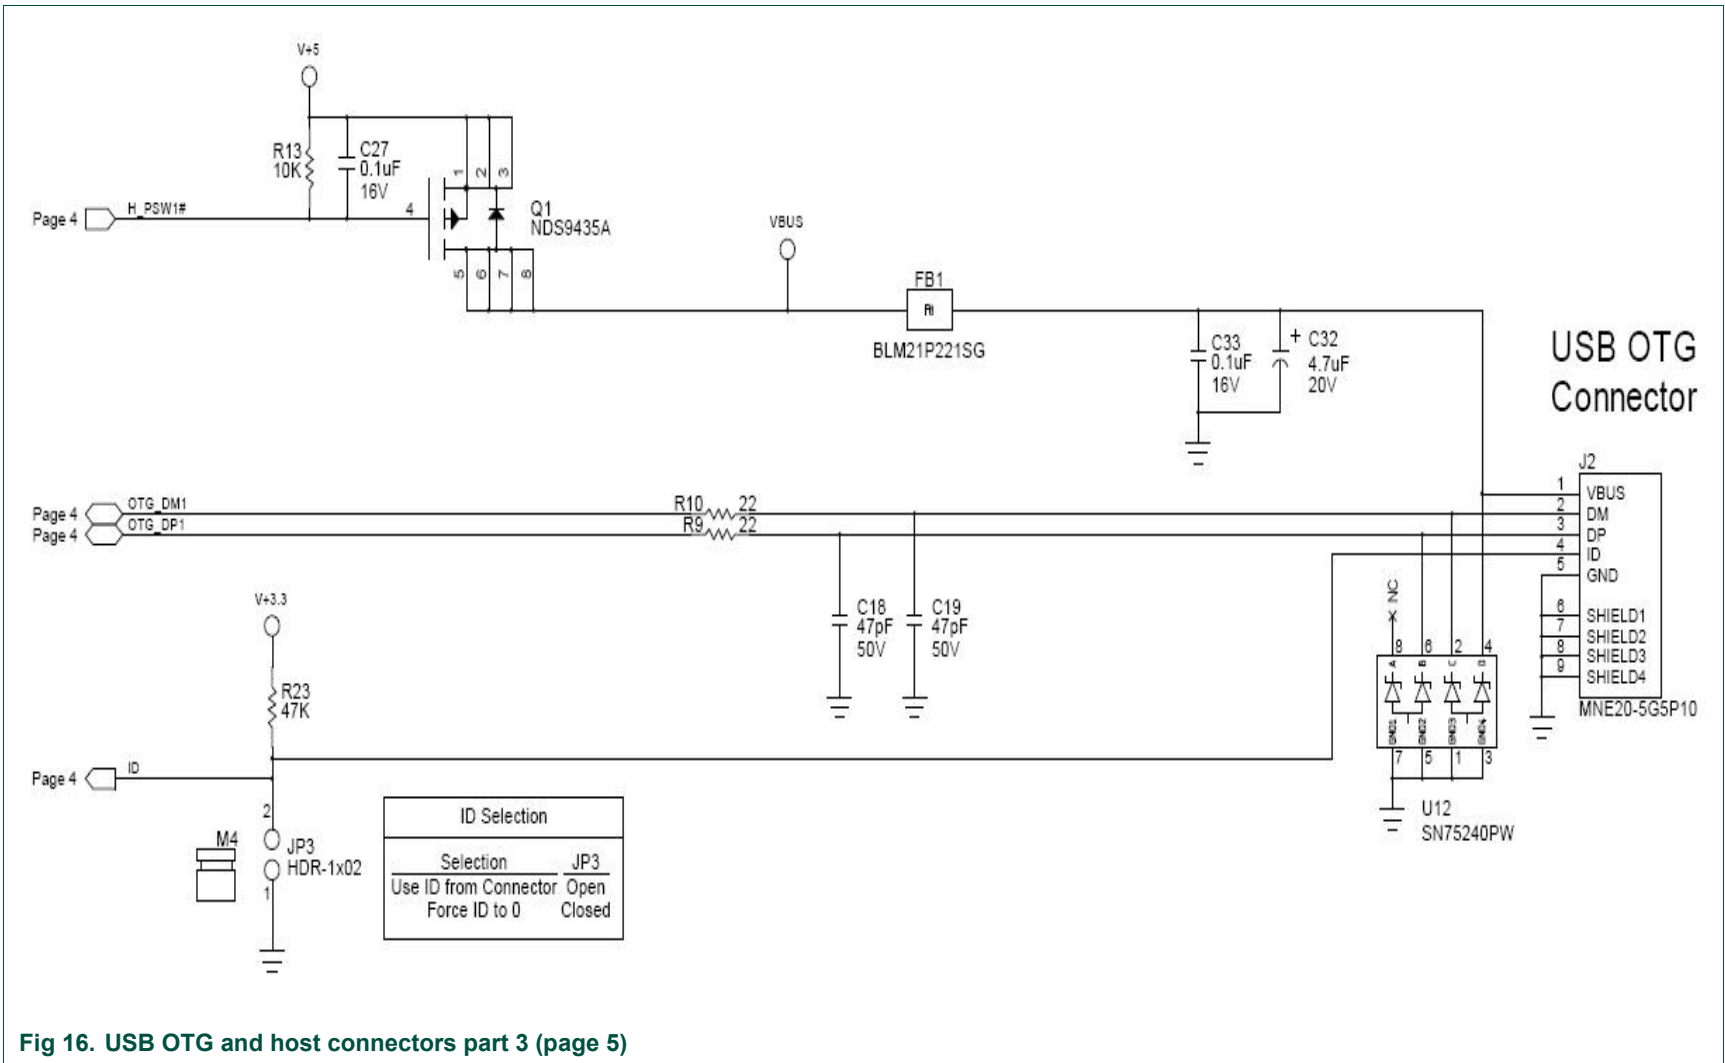 V+5
R13
10K
C27
0.1uF
16V
1
2
3
Page 4
H_PSW1#
4
Q1
NDS9435A
5
6
7
8
VBUS
FB1
BLM21P221SG
C33
0.1uF
16V
+ C32
4.7uF
20V
USB OTG
Connector
J2
Page 4
OTG_DM1
R10 22
Page 4
OTG_DP1
R9 22
1 VBUS
2 DM
3 DP
4 ID
5 GND
6 SHIELD1
7 SHIELD2
8 SHIELD3
9 SHIELD4
MNE20-5G5P10
C18
47pF
50V
C19
47pF
50V
NC
8 6 2 4
A B C D
GND1 GND2 GND3 GND4
7 5 1 3
U12
SN75240PW
V+3.3
R23
47K
Page 4
ID
2
M4
JP3
HDR-1x02
1
ID Selection
Selection JP3
Use ID from Connector Open
Force ID to 0 Closed
Fig 16. USB OTG and host connectors part 3 (page 5)